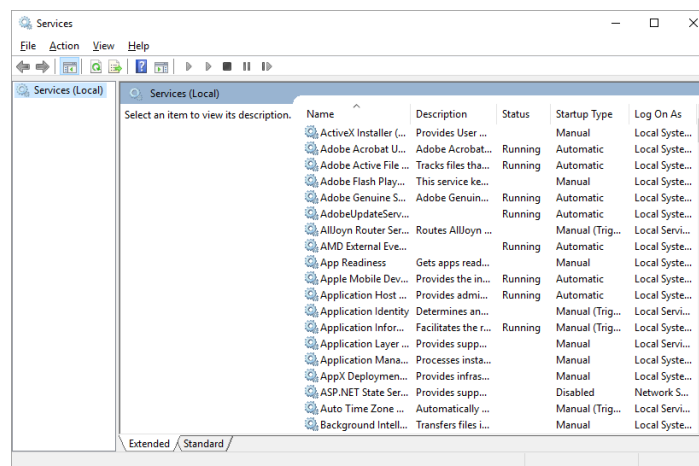 Services
File Action View Help
Services (Local)
Services (Local)
Select an item to view its description.
Name Description Status Startup Type Log On As
ActiveX Installer (... Provides User ... Manual Local Syste...
Adobe Acrobat U... Adobe Acrobat... Running Automatic Local Syste...
Adobe Active File ... Tracks files tha... Running Automatic Local Syste...
Adobe Flash Play... This service ke... Manual Local Syste...
Adobe Genuine S... Adobe Genuin... Running Automatic Local Syste...
AdobeUpdateServ... Running Automatic Local Syste...
AllJoyn Router Ser... Routes AllJoyn ... Manual (Trig... Local Servi...
AMD External Eve... Running Automatic Local Syste...
App Readiness Gets apps read... Manual Local Syste...
Apple Mobile Dev... Provides the in... Running Automatic Local Syste...
Application Host ... Provides admi... Running Automatic Local Syste...
Application Identity Determines an... Manual (Trig... Local Servi...
Application Infor... Facilitates the r... Running Manual (Trig... Local Syste...
Application Layer ... Provides supp... Manual Local Servi...
Application Mana... Processes insta... Manual Local Syste...
AppX Deploymen... Provides infras... Manual Local Syste...
ASP.NET State Ser... Provides supp... Disabled Network S...
Auto Time Zone ... Automatically ... Manual (Trig... Local Servi...
Background Intell... Transfers files i... Manual Local Syste...
Extended Standard